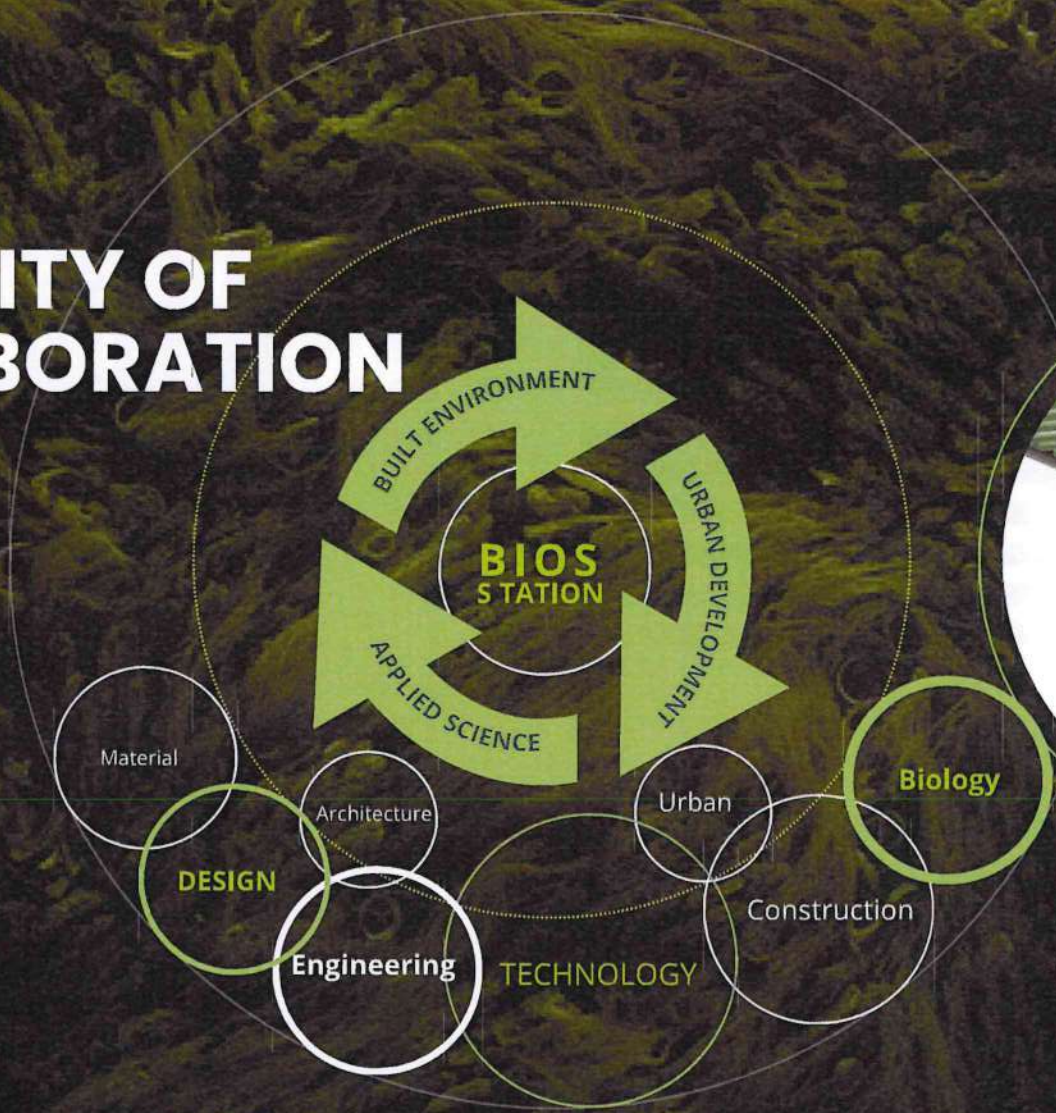 ITY OF
BORATION
BUILT ENVIRONMENT
URBAN DEVELOPMENT
APPLIED SCIENCE
BIOS
STATION
Material
DESIGN
Architecture
Engineering
TECHNOLOGY
Urban
Construction
Biology